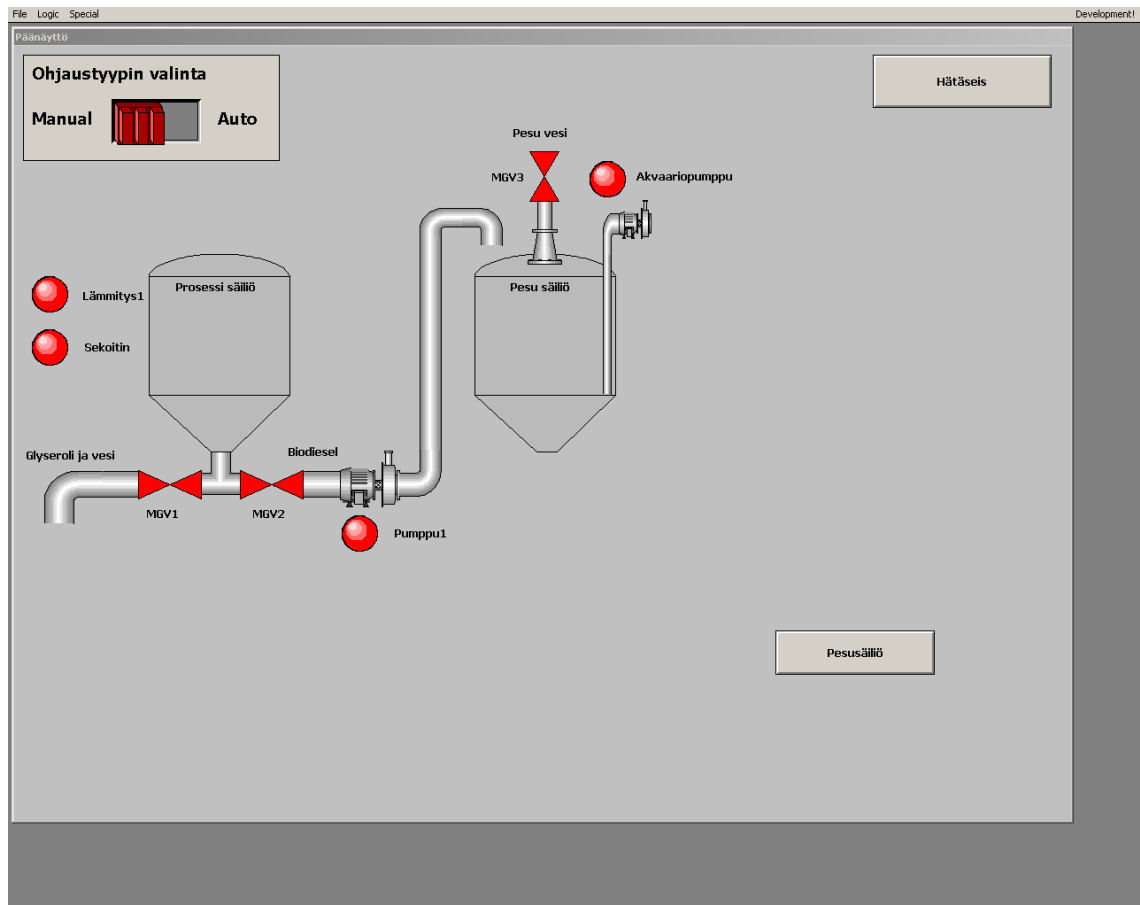 File Logic Special Development!
Päänäyttö
Ohjaustyypin valinta
Manual Auto
Hätäseis
Pesu vesi
MGV3
Akvaariopumppu
Lämmitys1
Prosessi säiliö
Pesu säiliö
Sekoitin
Glyseroli ja vesi
Biodiesel
MGV1
MGV2
Pumppu1
Pesusäiliö